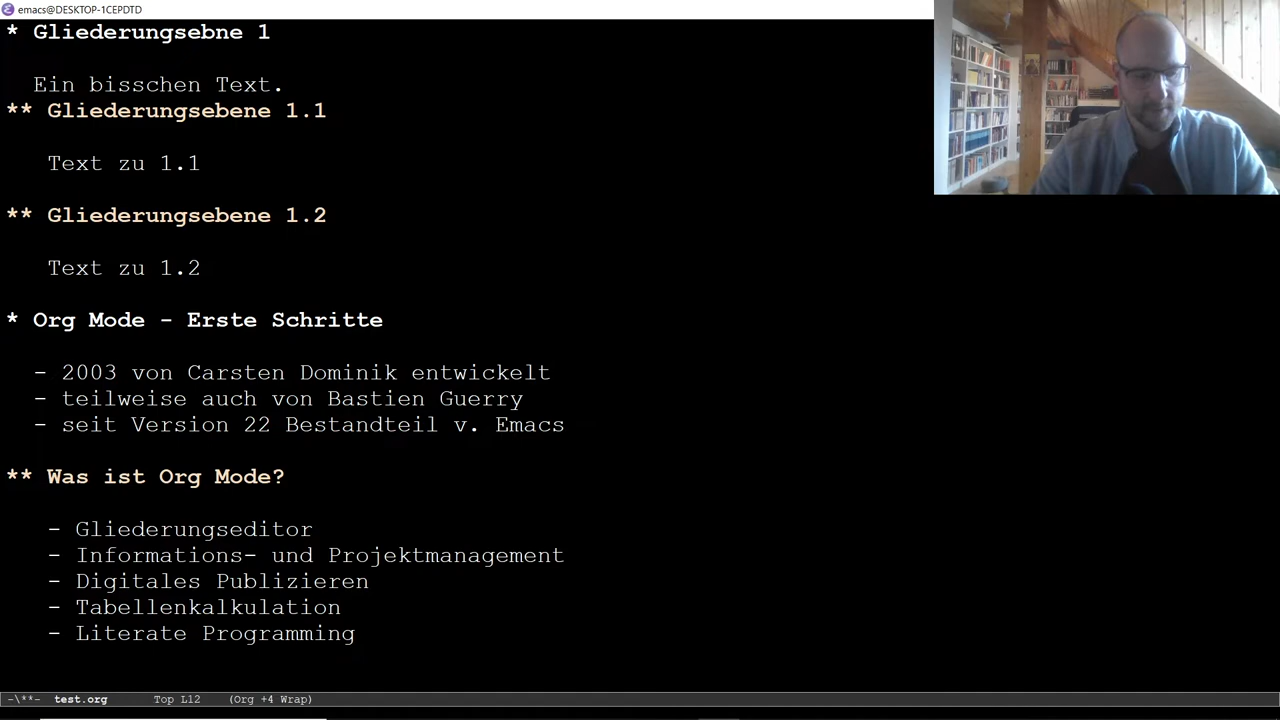 emacs@DESKTOP-1CEPDTD
* Gliederungsebne 1
Ein bisschen Text.
** Gliederungsebene 1.1
Text zu 1.1
** Gliederungsebene 1.2
Text zu 1.2
* Org Mode - Erste Schritte
- 2003 von Carsten Dominik entwickelt
- teilweise auch von Bastien Guerry
- seit Version 22 Bestandteil v. Emacs
** Was ist Org Mode?
- Gliederungseditor
- Informations- und Projektmanagement
- Digitales Publizieren
- Tabellenkalkulation
- Literate Programming
-\**- test.org Top L12 (Org +4 Wrap)